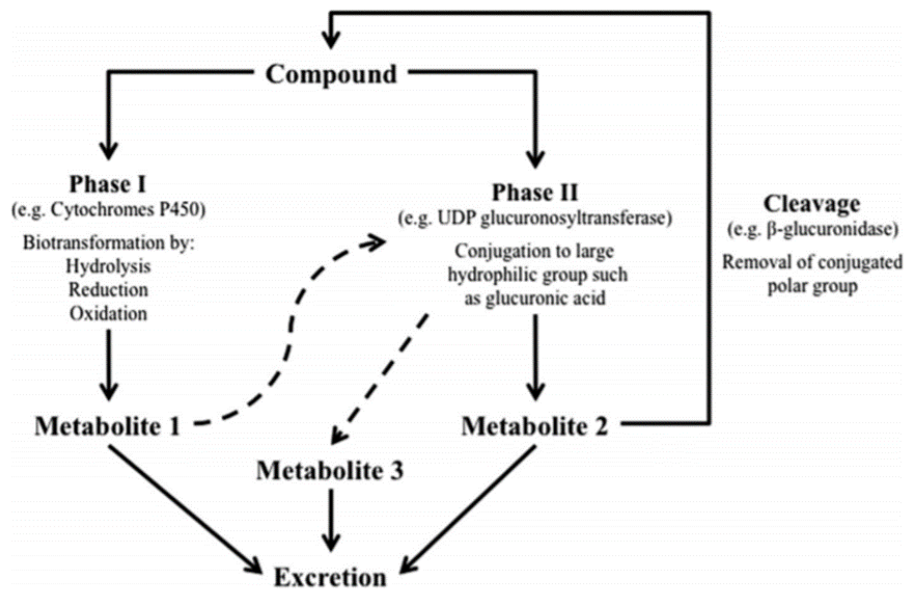 Compound
Phase I
(e.g. Cytochromes P450)
Biotransformation by:
Hydrolysis
Reduction
Oxidation
Metabolite 1
Phase II
(e.g. UDP glucuronosyltransferase)
Conjugation to large
hydrophilic group such
as glucuronic acid
Metabolite 2
Cleavage
(e.g. β-glucuronidase)
Removal of conjugated
polar group
Metabolite 3
Excretion